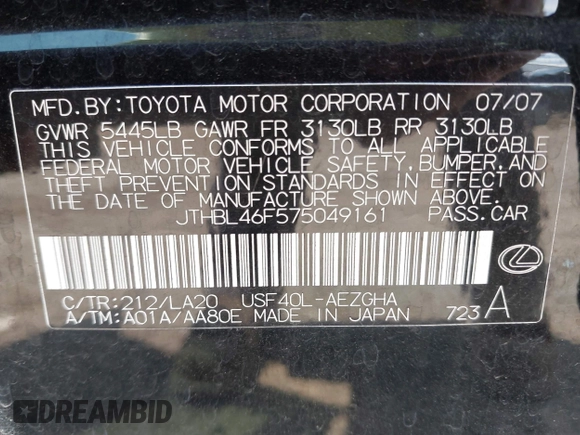 MFD.BY:TOYOTA MOTOR CORPORATION 07/07
GVWR 5445LB GAWR FR 3130LB RR 3130LB
THIS VEHICLE CONFORMS TO ALL APPLICABLE
FEDERAL MOTOR VEHICLE SAFETY,BUMPER,AND
THEFT PREVENTION STANDARDS IN EFFECT ON
THE DATE OF MANUFACTURE SHOWN ABOVE.
JTHBL46F575049161 PASS.CAR
C/TR:212/LA20 USF40L-AEZGHA
A/TM:A01A/AA80E MADE IN JAPAN 723 A
DREAMBID